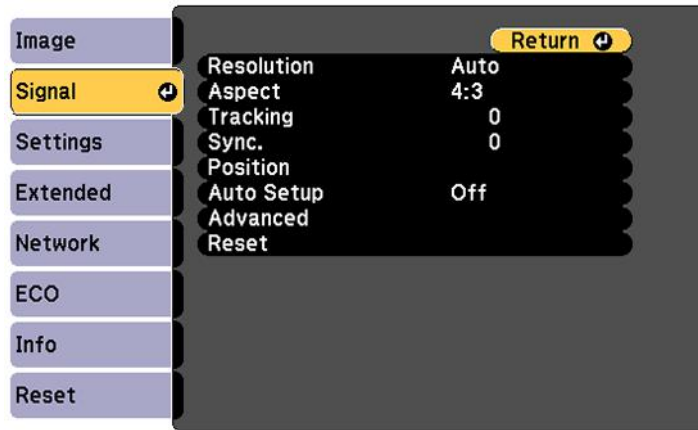 Image
Signal
Settings
Extended
Network
ECO
Info
Reset
Return
Resolution Auto
Aspect 4:3
Tracking 0
Sync. 0
Position
Auto Setup Off
Advanced
Reset